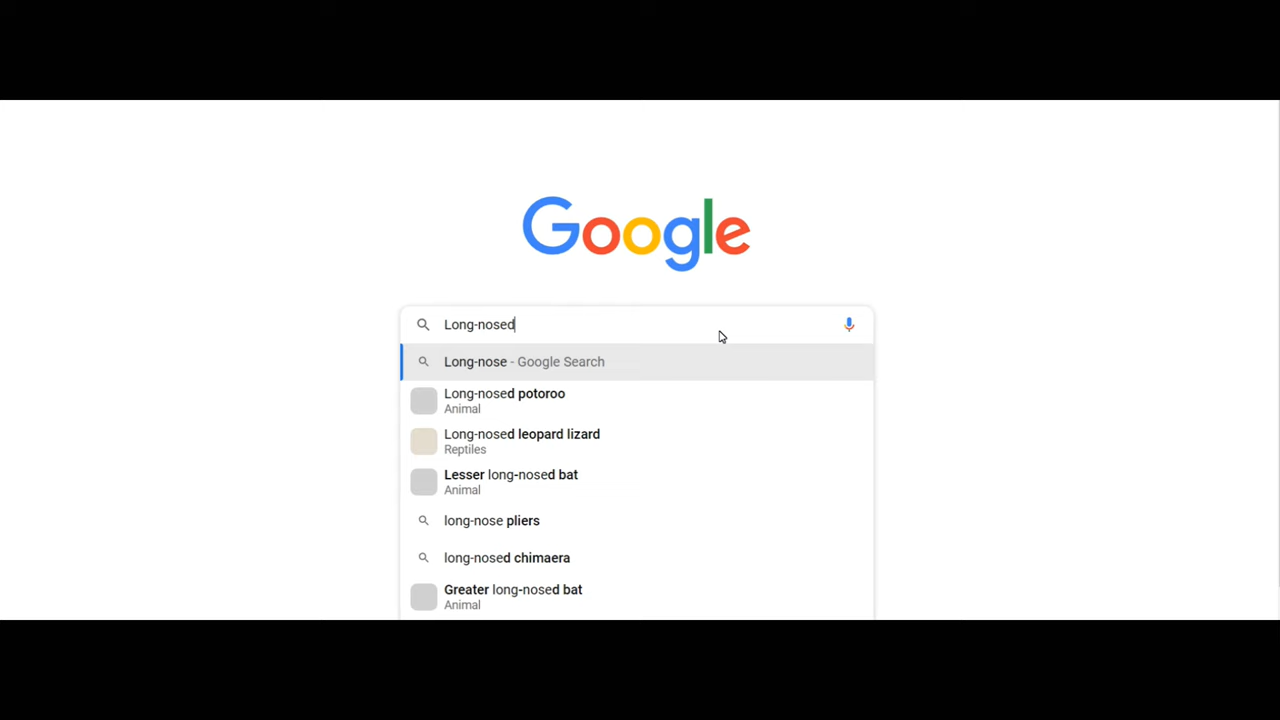 Google
Long-nosed
Long-nose - Google Search
Long-nosed potoroo
Animal
Long-nosed leopard lizard
Reptiles
Lesser long-nosed bat
Animal
long-nose pliers
long-nosed chimaera
Greater long-nosed bat
Animal